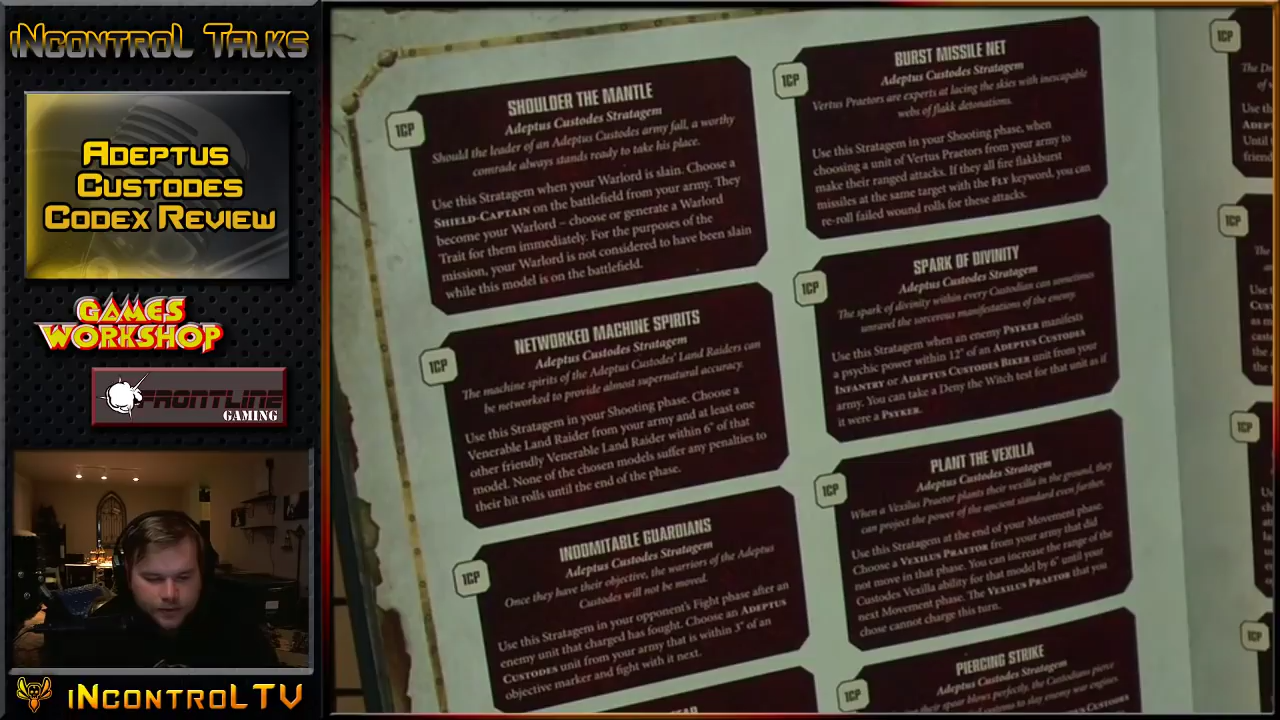 iNcontroL Talks
Adeptus
Custodes
Codex Review
GAMES
WORKSHOP
FRONTLINE
GAMING
iNcontroLTV
1CP
SHOULDER THE MANTLE
Adeptus Custodes Stratagem
Should the leader of an Adeptus Custodes army fall, a worthy
comrade always stands ready to take his place.
Use this Stratagem when your Warlord is slain. Choose a
SHIELD-CAPTAIN on the battlefield from your army. They
become your Warlord – choose or generate a Warlord
Trait for them immediately. For the purposes of the
mission, your Warlord is not considered to have been slain
while this model is on the battlefield.
1CP
NETWORKED MACHINE SPIRITS
Adeptus Custodes Stratagem
The machine spirits of the Adeptus Custodes' Land Raiders can
be networked to provide almost supernatural accuracy.
Use this Stratagem in your Shooting phase. Choose a
Venerable Land Raider from your army and at least one
other friendly Venerable Land Raider within 6" of that
model. None of the chosen models suffer any penalties to
their hit rolls until the end of the phase.
1CP
INDOMITABLE GUARDIANS
Adeptus Custodes Stratagem
Once they have their objective, the warriors of the Adeptus
Custodes will not be moved.
Use this Stratagem in your opponent's Fight phase after an
enemy unit that charged has fought. Choose an ADEPTUS
CUSTODES unit from your army that is within 3" of an
objective marker and fight with it next.
1CP
BURST MISSILE NET
Adeptus Custodes Stratagem
Vertus Praetors are experts at lacing the skies with inescapable
webs of flakk detonations.
Use this Stratagem in your Shooting phase, when
choosing a unit of Vertus Praetors from your army to
make their ranged attacks. If they all fire flakkburst
missiles at the same target with the FLY keyword, you can
re-roll failed wound rolls for these attacks.
1CP
SPARK OF DIVINITY
Adeptus Custodes Stratagem
The spark of divinity within every Custodian can sometimes
unravel the sorcerous manifestations of the enemy.
Use this Stratagem when an enemy PSYKER manifests
a psychic power within 12" of an ADEPTUS CUSTODES
INFANTRY or ADEPTUS CUSTODES BIKER unit from your
army. You can take a Deny the Witch test for that unit as if
it were a PSYKER.
1CP
PLANT THE VEXILLA
Adeptus Custodes Stratagem
When a Vexilus Praetor plants their vexilla in the ground, they
can project the power of the ancient standard even farther.
Use this Stratagem at the end of your Movement phase.
Choose a VEXILUS PRAETOR from your army that did
not move in that phase. You can increase the range of the
Custodes Vexilla ability for that model by 6" until your
next Movement phase. The VEXILUS PRAETOR that you
chose cannot charge this turn.
1CP
PIERCING STRIKE
Adeptus Custodes Stratagem
their spear blows perfectly, the Custodians pierce
1CP
1CP
1CP
1CP